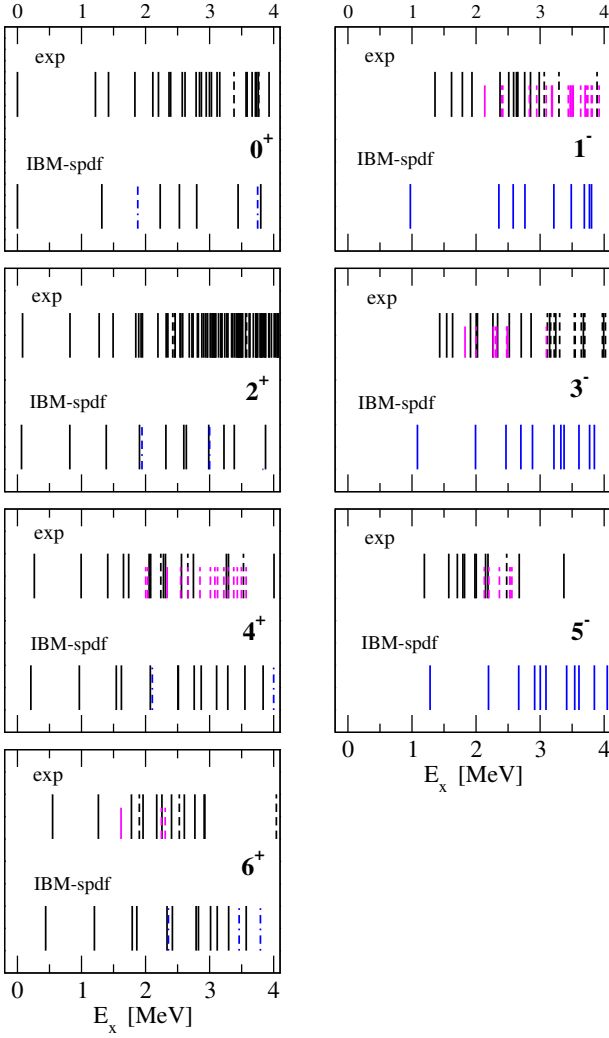 0 1 2 3 4 0 1 2 3 4
exp exp
0+ 1-
IBM-spdf IBM-spdf
exp exp
2+ 3-
IBM-spdf IBM-spdf
exp exp
4+ 5-
IBM-spdf IBM-spdf
0 1 2 3 4
E_x [MeV]
exp
6+
IBM-spdf
0 1 2 3 4
E_x [MeV]